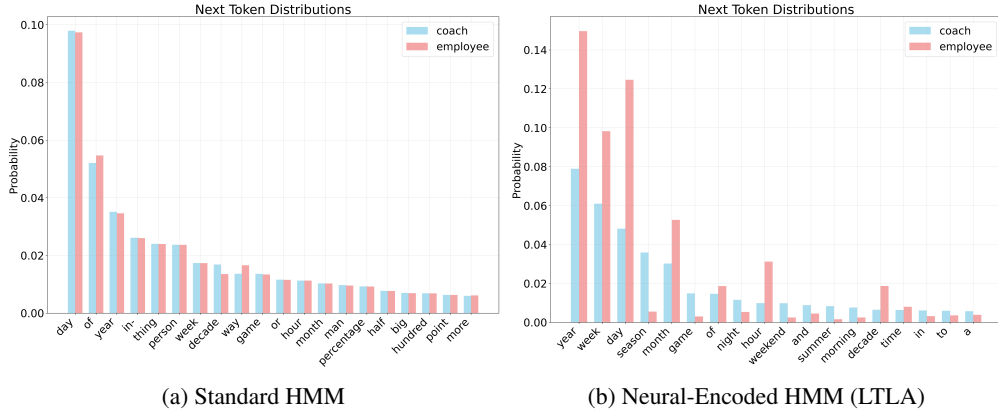 Next Token Distributions
coach
employee
Probability
0.10
0.08
0.06
0.04
0.02
0.00
day
of
year
in-
thing
person
week
decade
way
game
or
hour
month
man
percentage
half
big
hundred
point
more
(a) Standard HMM
Next Token Distributions
coach
employee
Probability
0.14
0.12
0.10
0.08
0.06
0.04
0.02
0.00
year
week
day
season
month
game
of
night
hour
weekend
and
summer
morning
decade
time
in
to
a
(b) Neural-Encoded HMM (LTLA)